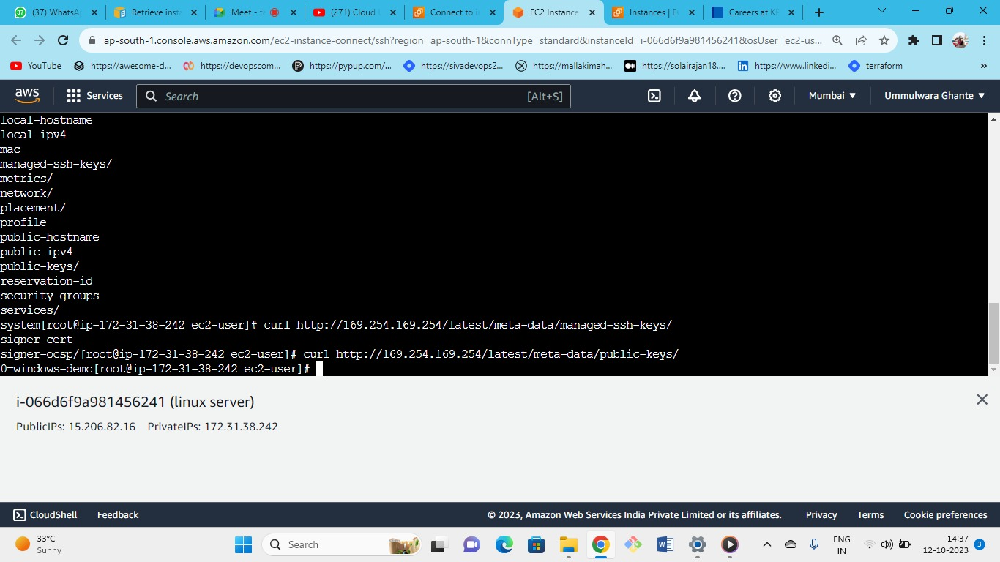 37
(37) WhatsA
Retrieve inst
Meet - ta
(271) Cloud
Connect to i
EC2 Instance
Instances | E
Careers at KP
ap-south-1.console.aws.amazon.com/ec2-instance-connect/ssh?region=ap-south-1&connType=standard&instanceId=i-066d6f9a981456241&osUser=ec2-us...
YouTube
https://awesome-d...
https://devopscom...
https://pypup.com/...
https://sivadevops2...
https://mallakimah...
https://solairajan18....
https://www.linkedi...
terraform
»
aws
Services
Search
[Alt+S]
Mumbai
Ummulwara Ghante
local-hostname
local-ipv4
mac
managed-ssh-keys/
metrics/
network/
placement/
profile
public-hostname
public-ipv4
public-keys/
reservation-id
security-groups
services/
system[root@ip-172-31-38-242 ec2-user]# curl http://169.254.169.254/latest/meta-data/managed-ssh-keys/
signer-cert
signer-ocsp/[root@ip-172-31-38-242 ec2-user]# curl http://169.254.169.254/latest/meta-data/public-keys/
0=windows-demo[root@ip-172-31-38-242 ec2-user]#
i-066d6f9a981456241 (linux server)
PublicIPs: 15.206.82.16 PrivateIPs: 172.31.38.242
CloudShell
Feedback
© 2023, Amazon Web Services India Private Limited or its affiliates.
Privacy
Terms
Cookie preferences
33°C
Sunny
Search
ENG
IN
14:37
12-10-2023
3